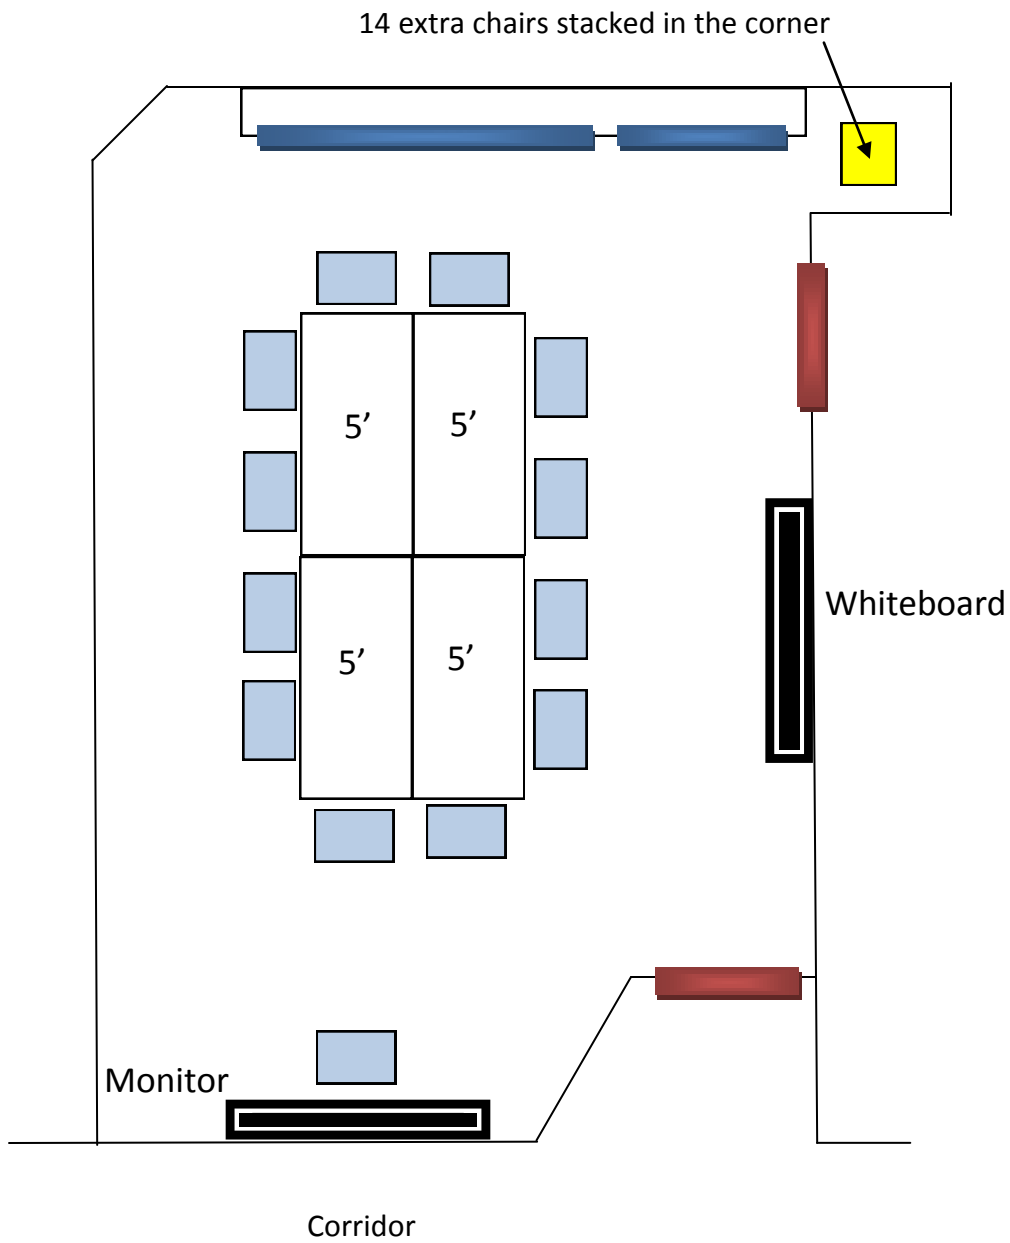 14 extra chairs stacked in the corner
5’
5’
5’
5’
Whiteboard
Monitor
Corridor